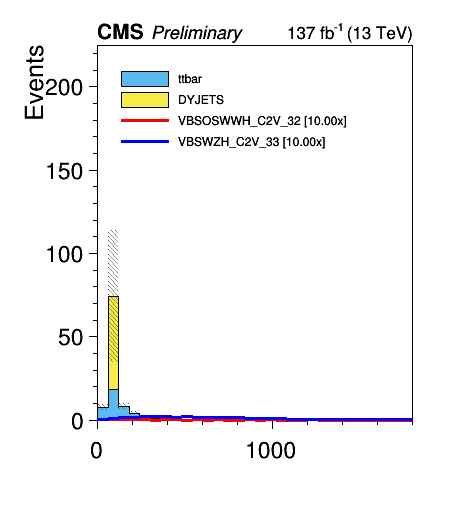 CMS Preliminary 137 fb-1 (13 TeV)
Events
200
ttbar
DYJETS
VBSOSWWH_C2V_32 [10.00x]
VBSWZH_C2V_33 [10.00x]
150
100
50
0
0 1000